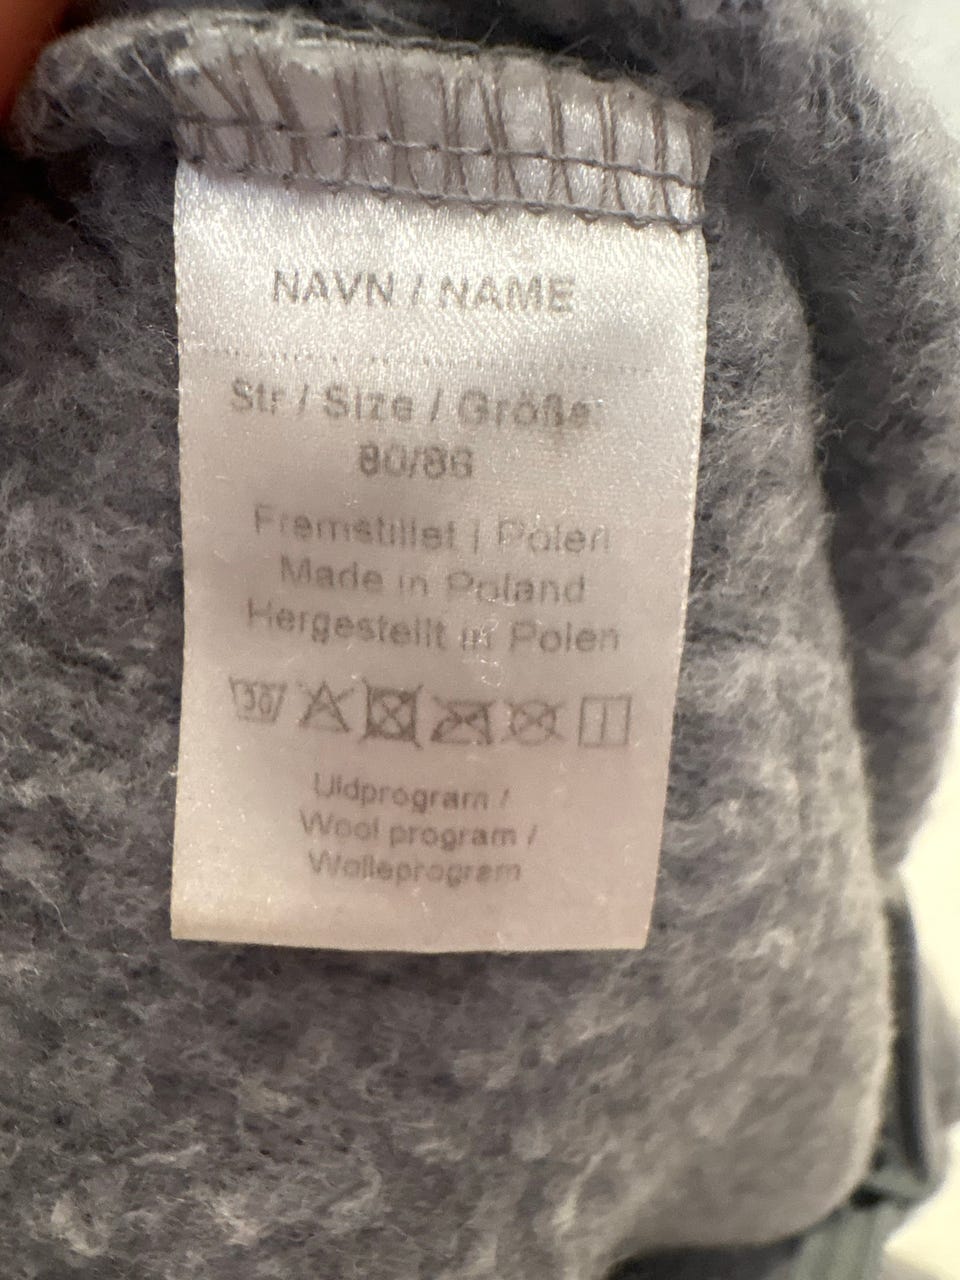 NAVN / NAME
Str / Size / Größe:
80/86
Fremstillet i Polen
Made in Poland
Hergestellt in Polen
30
Uldprogram /
Wool program /
Wolleprogram